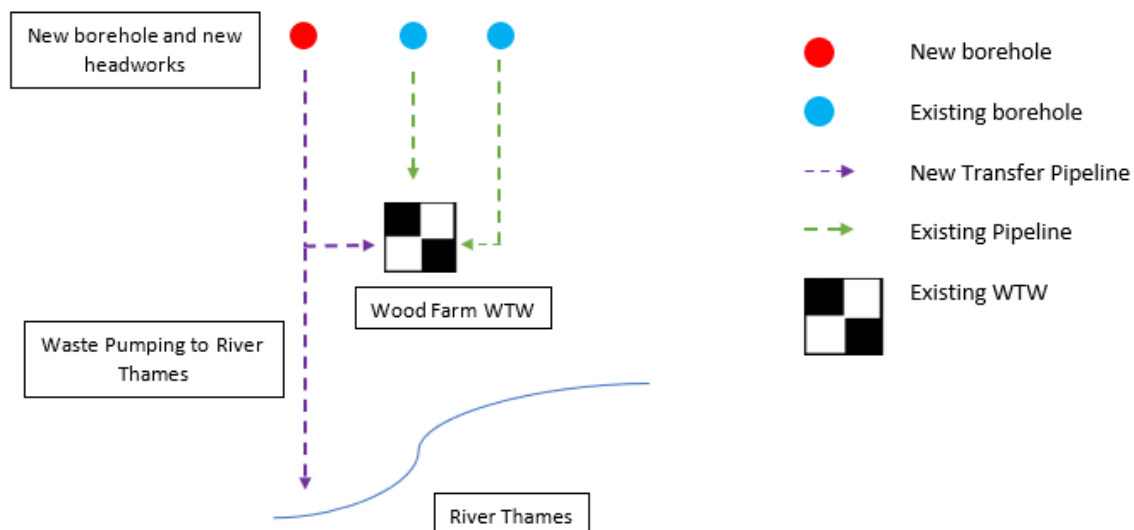 New borehole and new
headworks
New borehole
Existing borehole
New Transfer Pipeline
Existing Pipeline
Existing WTW
Wood Farm WTW
Waste Pumping to River
Thames
River Thames